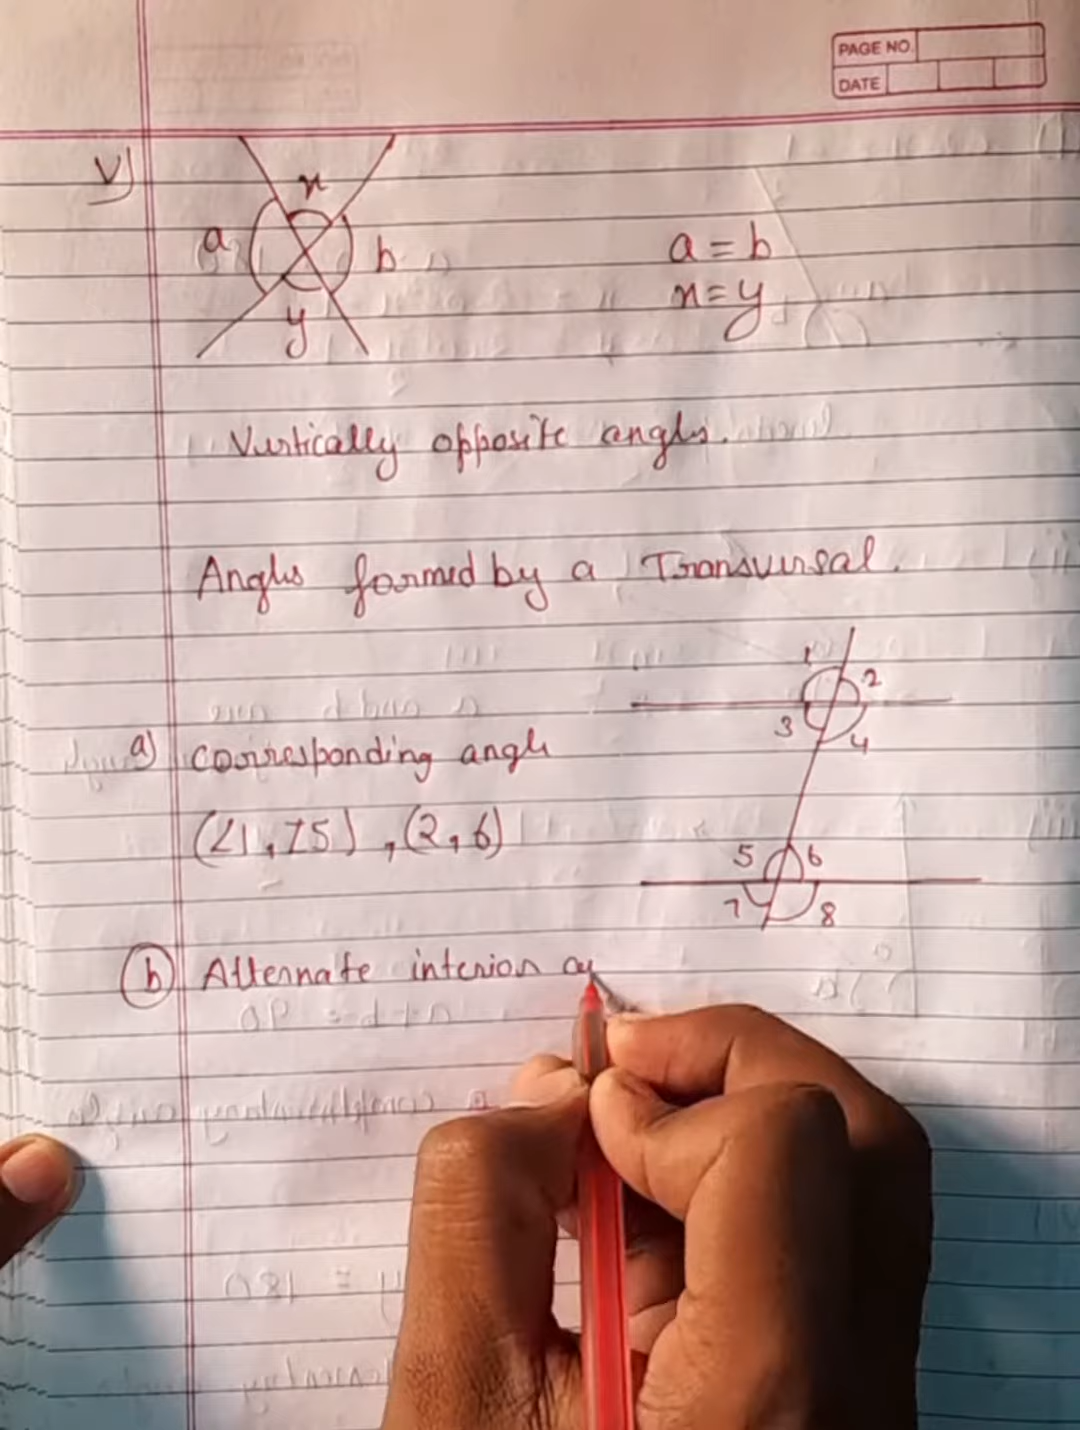 PAGE NO.
DATE
v)
x
a
b
y
a = b
x = y
Vertically opposite angles.
Angles formed by a Transversal.
1
2
3
4
a) Corresponding angle
(∠1, ∠5), (2, 6)
5
6
7
8
(b) Alternate interior an